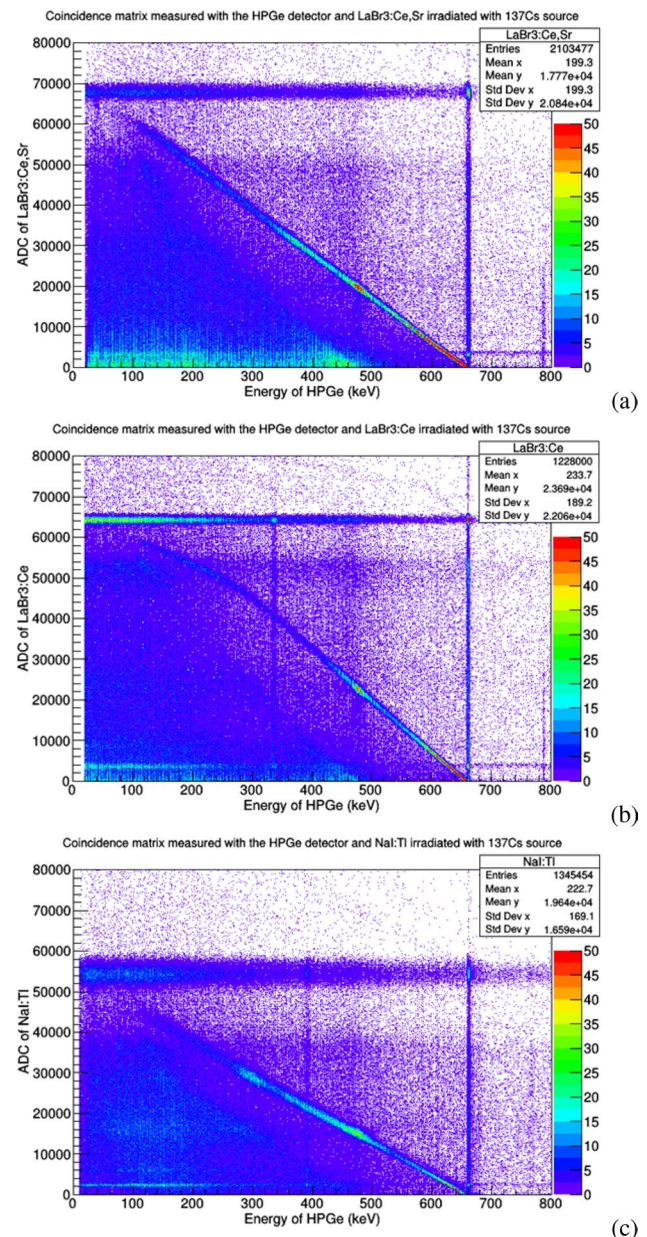 Coincidence matrix measured with the HPGe detector and LaBr3:Ce,Sr irradiated with 137Cs source
LaBr3:Ce,Sr
Entries 2103477
Mean x 199.3
Mean y 1.777e+04
Std Dev x 199.3
Std Dev y 2.084e+04
ADC of LaBr3:Ce,Sr
80000
70000
60000
50000
40000
30000
20000
10000
0
50
45
40
35
30
25
20
15
10
5
0
100 200 300 400 500 600 700 800
Energy of HPGe (keV)
(a)
Coincidence matrix measured with the HPGe detector and LaBr3:Ce irradiated with 137Cs source
LaBr3:Ce
Entries 1228000
Mean x 233.7
Mean y 2.369e+04
Std Dev x 189.2
Std Dev y 2.206e+04
ADC of LaBr3:Ce
80000
70000
60000
50000
40000
30000
20000
10000
0
50
45
40
35
30
25
20
15
10
5
0
0 100 200 300 400 500 600 700 800
Energy of HPGe (keV)
(b)
Coincidence matrix measured with the HPGe detector and NaI:Tl irradiated with 137Cs source
NaI:Tl
Entries 1345454
Mean x 222.7
Mean y 1.964e+04
Std Dev x 169.1
Std Dev y 1.659e+04
ADC of NaI:Tl
80000
70000
60000
50000
40000
30000
20000
10000
0
50
45
40
35
30
25
20
15
10
5
0
0 100 200 300 400 500 600 700 800
Energy of HPGe (keV)
(c)